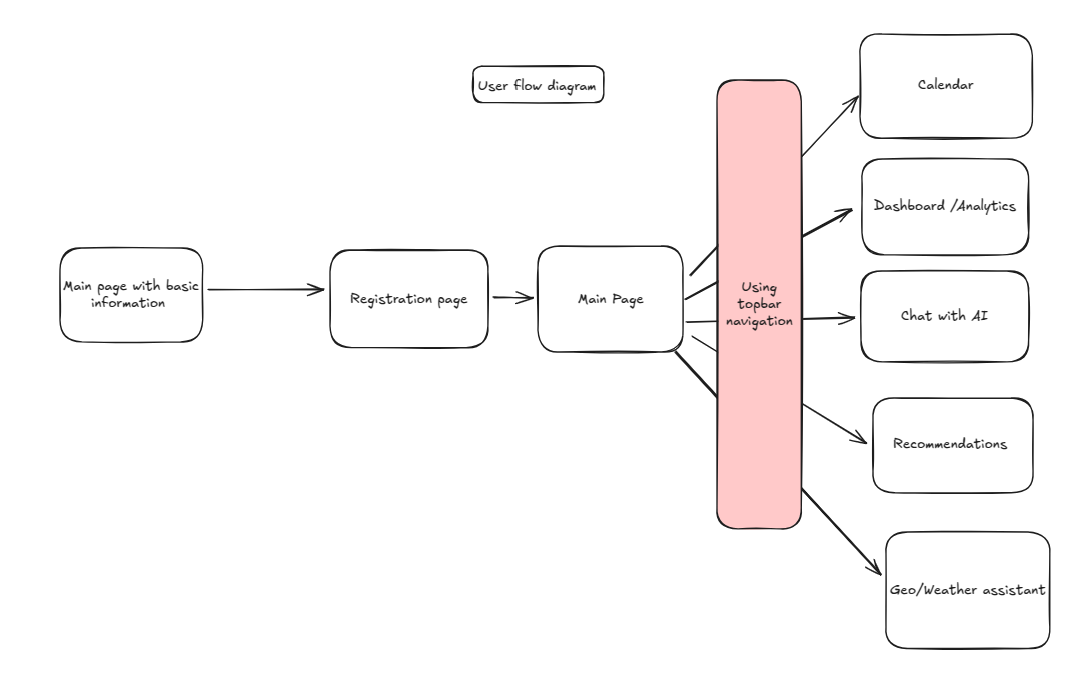 User flow diagram
Main page with basic
information
Registration page
Main Page
Using
topbar
navigation
Calendar
Dashboard /Analytics
Chat with AI
Recommendations
Geo/Weather assistant